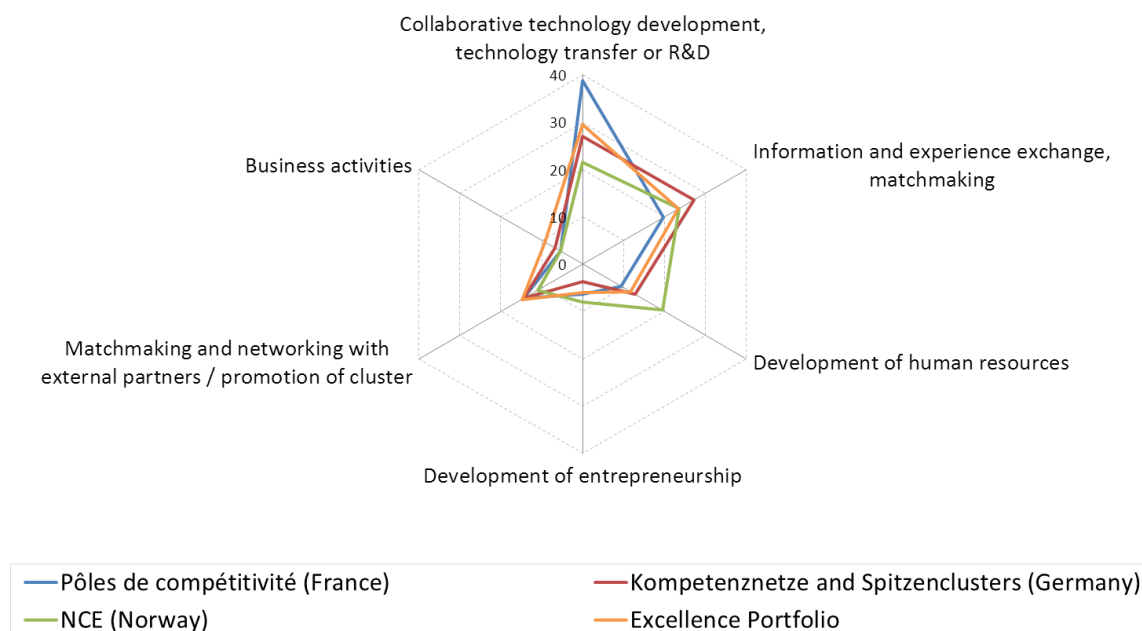 Collaborative technology development,
technology transfer or R&D
40
30
20
10
0
Information and experience exchange,
matchmaking
Business activities
Matchmaking and networking with
external partners / promotion of cluster
Development of human resources
Development of entrepreneurship
Pôles de compétitivité (France)
Kompetenznetze and Spitzenclusters (Germany)
NCE (Norway)
Excellence Portfolio